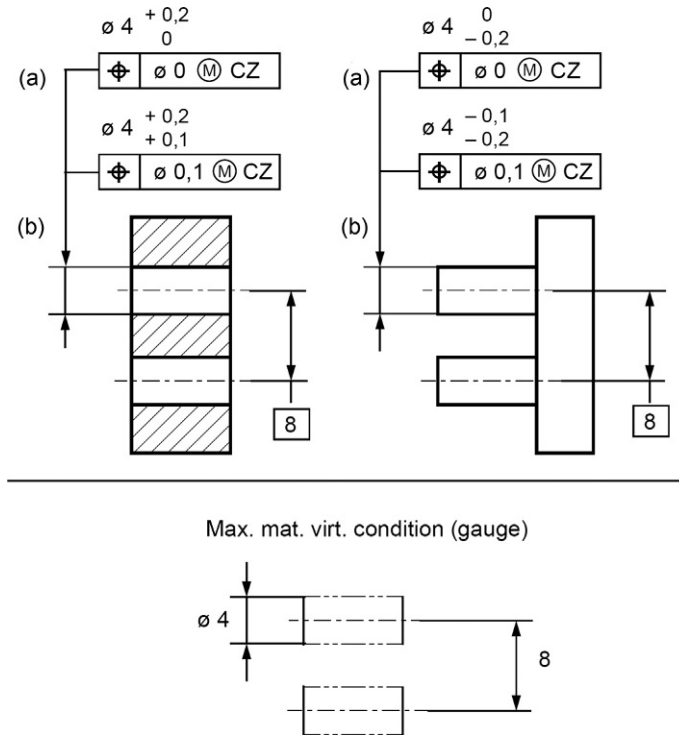 ø 4 + 0,2 0
(a) ⌖ ø 0 Ⓜ CZ
ø 4 + 0,2 + 0,1
⌖ ø 0,1 Ⓜ CZ
(b)
8
ø 4 0 – 0,2
(a) ⌖ ø 0 Ⓜ CZ
ø 4 – 0,1 – 0,2
⌖ ø 0,1 Ⓜ CZ
(b)
8
Max. mat. virt. condition (gauge)
ø 4
8